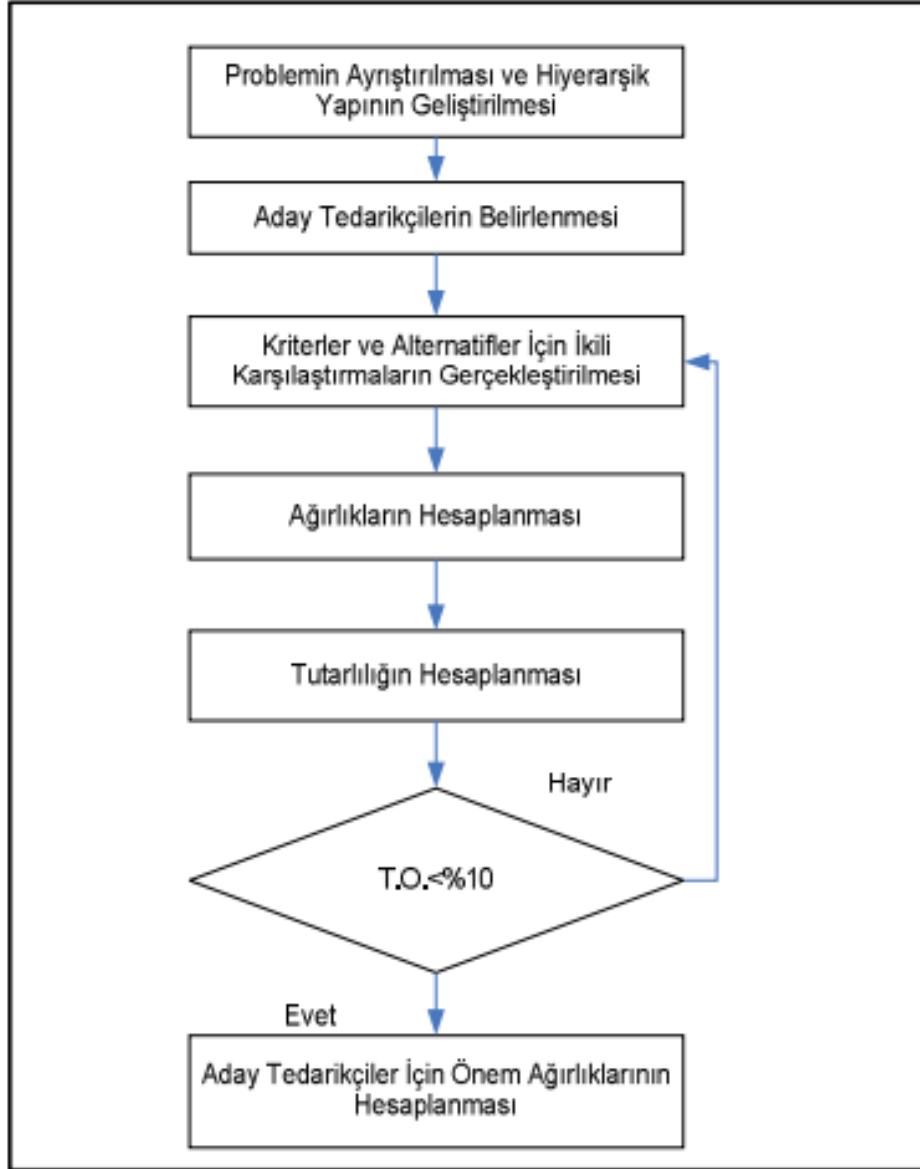 Problemin Ayrıştırılması ve Hiyerarşik
Yapının Geliştirilmesi
Aday Tedarikçilerin Belirlenmesi
Kriterler ve Alternatifler İçin İkili
Karşılaştırmaların Gerçekleştirilmesi
Ağırlıkların Hesaplanması
Tutarlılığın Hesaplanması
Hayır
T.O.<%10
Evet
Aday Tedarikçiler İçin Önem Ağırlıklarının
Hesaplanması